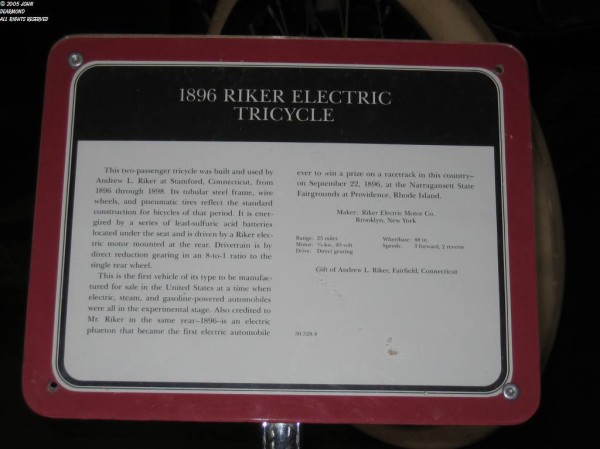 © 2005 JOHN
DEARMOND
ALL RIGHTS RESERVED
1896 RIKER ELECTRIC
TRICYCLE
This two-passenger tricycle was built and used by
Andrew L. Riker at Stamford, Connecticut, from
1896 through 1898. Its tubular steel frame, wire
wheels, and pneumatic tires reflect the standard
construction for bicycles of that period. It is ener-
gized by a series of lead-sulfuric acid batteries
located under the seat and is driven by a Riker elec-
tric motor mounted at the rear. Drivetrain is by
direct reduction gearing in an 8-to-1 ratio to the
single rear wheel.
This is the first vehicle of its type to be manufac-
tured for sale in the United States at a time when
electric, steam, and gasoline-powered automobiles
were all in the experimental stage. Also credited to
Mr. Riker in the same year–1896–is an electric
phaeton that became the first electric automobile
ever to win a prize on a racetrack in this country–
on September 22, 1896, at the Narragansett State
Fairgrounds at Providence, Rhode Island.
Maker: Riker Electric Motor Co.
Brooklyn, New York
Range: 25 miles
Motor: 40 volt
Drive: Direct gearing
Wheelbase: 48 in.
Speeds: 3 forward, 2 reverse
Gift of Andrew L. Riker, Fairfield, Connecticut